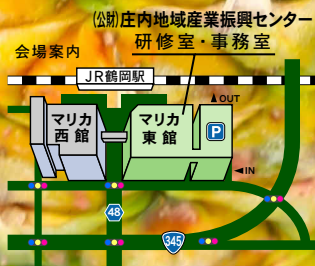 (公財)庄内地域産業振興センター
研修室・事務室
会場案内
JR鶴岡駅
OUT
マリカ
西館
マリカ
東館
P
IN
48
345